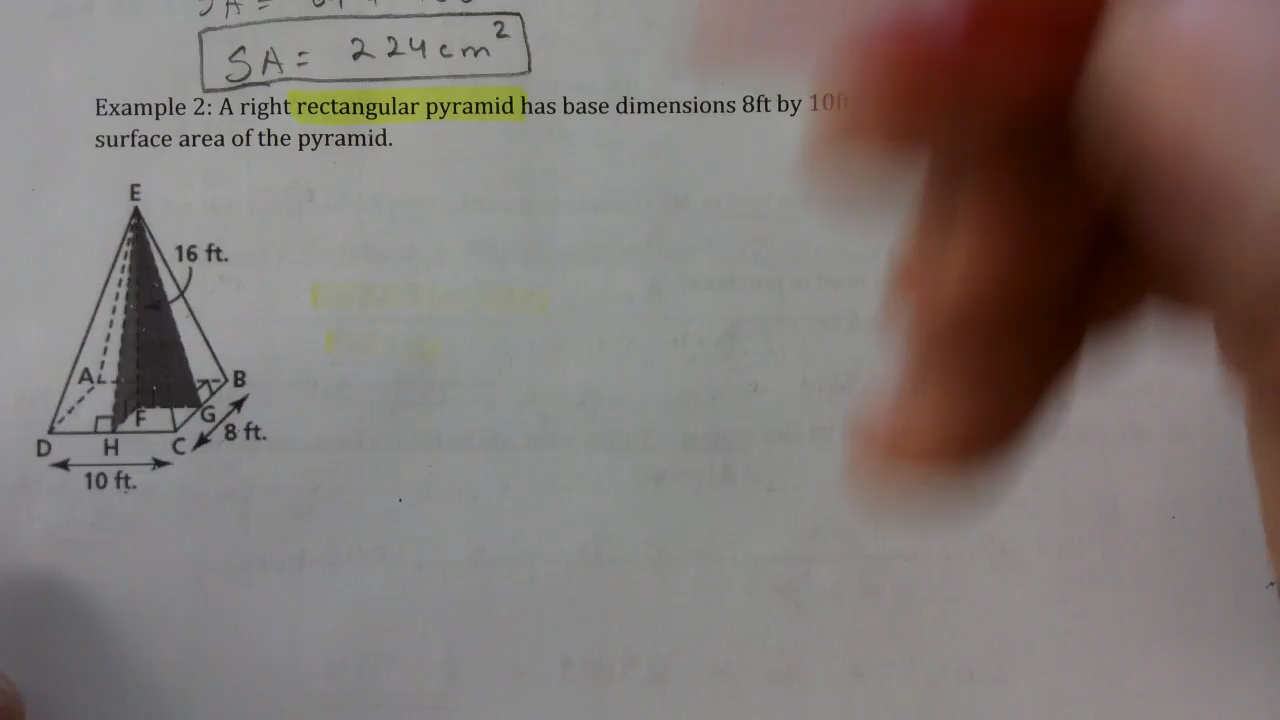 SA = 224 cm²
Example 2: A right rectangular pyramid has base dimensions 8ft by 10ft
surface area of the pyramid.
E
16 ft.
A
B
F
G
D
H
C
8 ft.
10 ft.